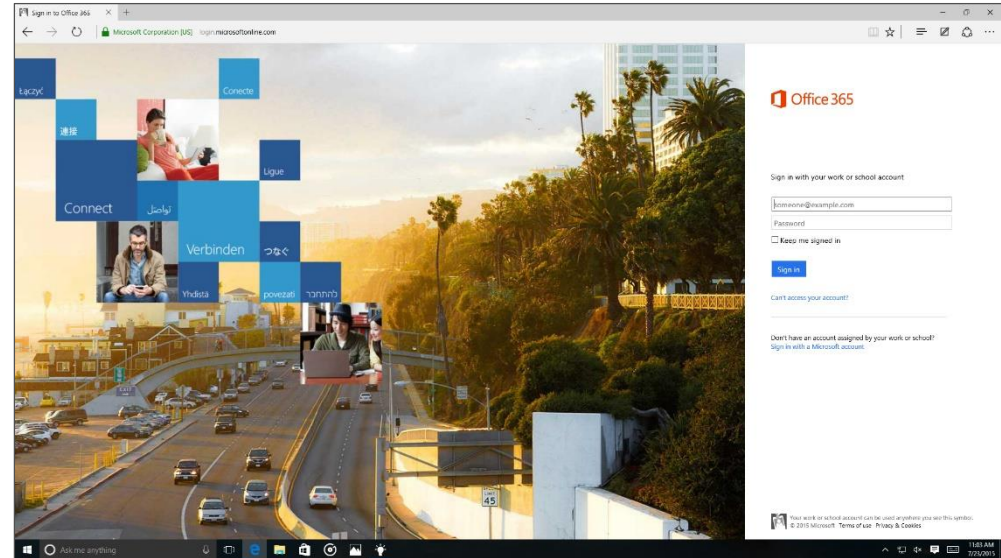 Sign in to Office 365
Microsoft Corporation [US] login.microsoftonline.com
Łączyć
Conecte
連接
Ligue
Connect
تواصل
Verbinden
つなぐ
Yhdistä
povezati
להתחבר
EXIT
SPEED
LIMIT
45
Office 365
Sign in with your work or school account
someone@example.com
Password
Keep me signed in
Sign in
Can't access your account?
Don't have an account assigned by your work or school?
Sign in with a Microsoft account
Your work or school account can be used anywhere you see this symbol.
© 2015 Microsoft Terms of use Privacy & Cookies
Ask me anything
11:03 AM
7/23/2015